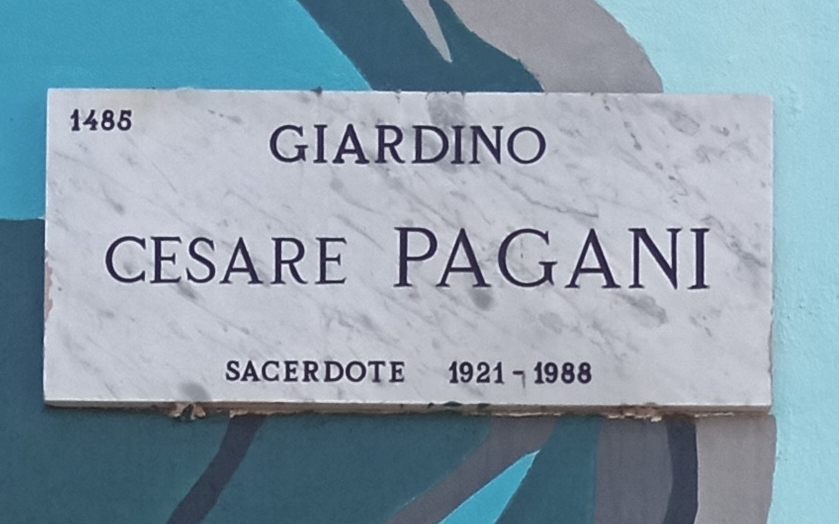 1485
GIARDINO
CESARE PAGANI
SACERDOTE 1921-1988